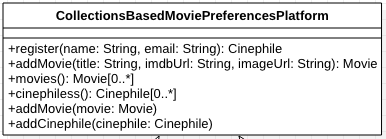 CollectionsBasedMoviePreferencesPlatform
+register(name: String, email: String): Cinephile
+addMovie(title: String, imdbUrl: String, imageUrl: String): Movie
+movies(): Movie[0..*]
+cinephiless(): Cinephile[0..*]
+addMovie(movie: Movie)
+addCinephile(cinephile: Cinephile)